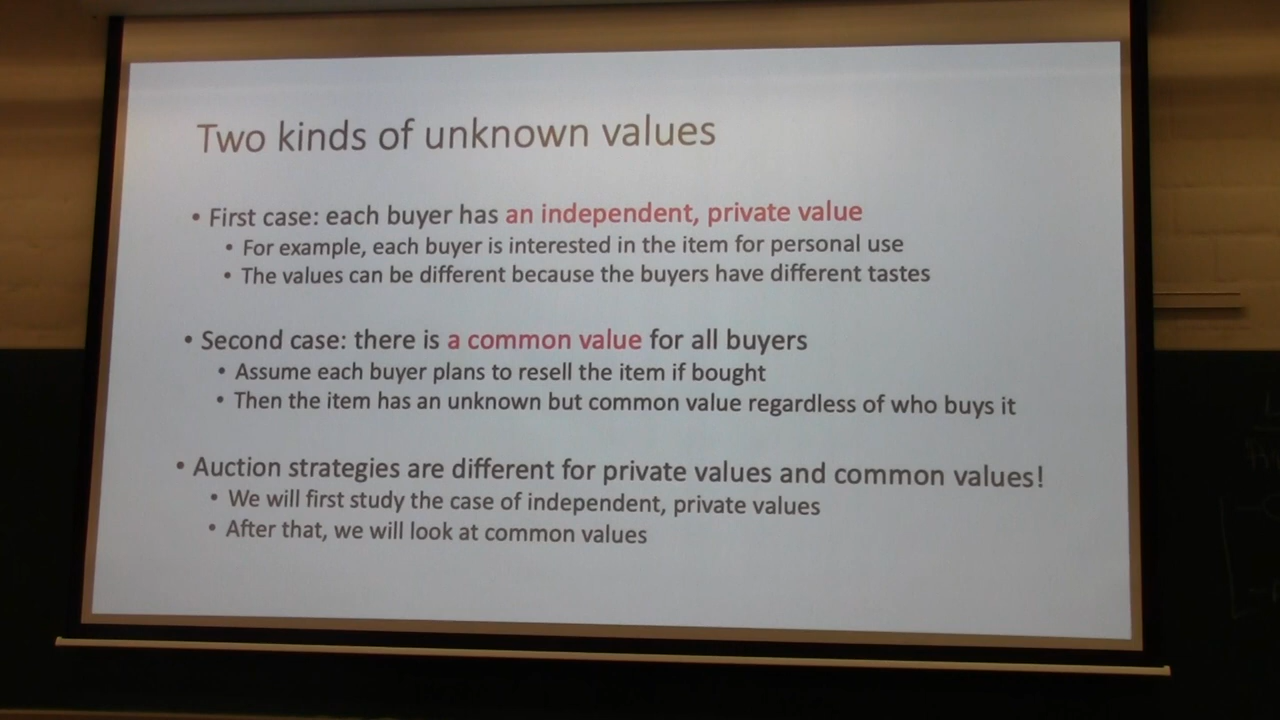 Two kinds of unknown values
• First case: each buyer has an independent, private value
• For example, each buyer is interested in the item for personal use
• The values can be different because the buyers have different tastes
• Second case: there is a common value for all buyers
• Assume each buyer plans to resell the item if bought
• Then the item has an unknown but common value regardless of who buys it
• Auction strategies are different for private values and common values!
• We will first study the case of independent, private values
• After that, we will look at common values